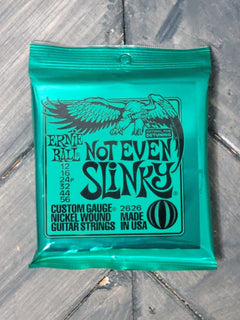 ERNIE
BALL
NOT EVEN
SLINKY
12
16
24P
32
44
56
CUSTOM GAUGE®
NICKEL WOUND
GUITAR STRINGS
2626
MADE
IN USA